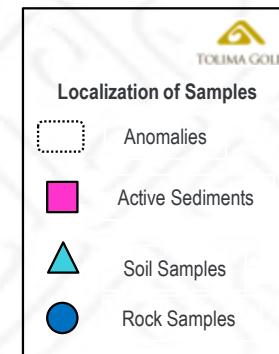 TOLIMA GOLD
Localization of Samples
Anomalies
Active Sediments
Soil Samples
Rock Samples